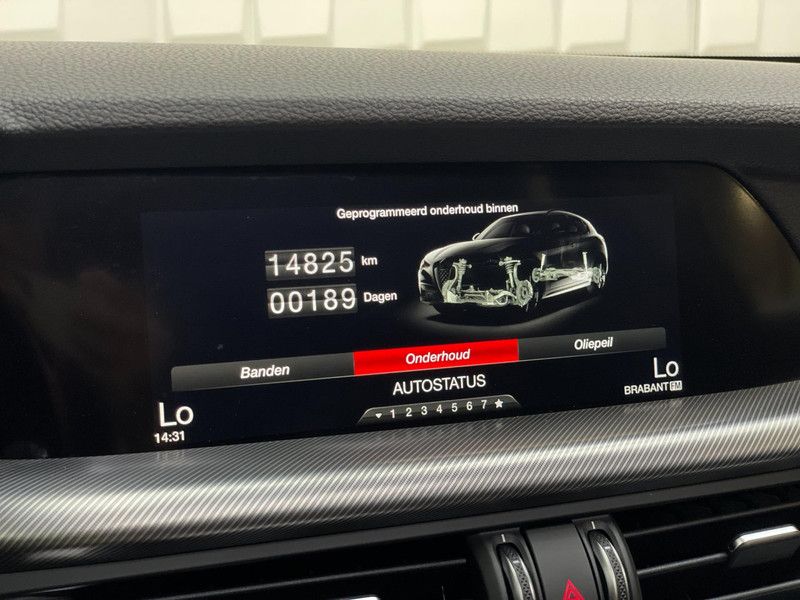 Geprogrammeerd onderhoud binnen
14825 km
00189 Dagen
Banden Onderhoud Oliepeil
AUTOSTATUS
Lo Lo
14:31 BRABANT FM
1 2 3 4 5 6 7